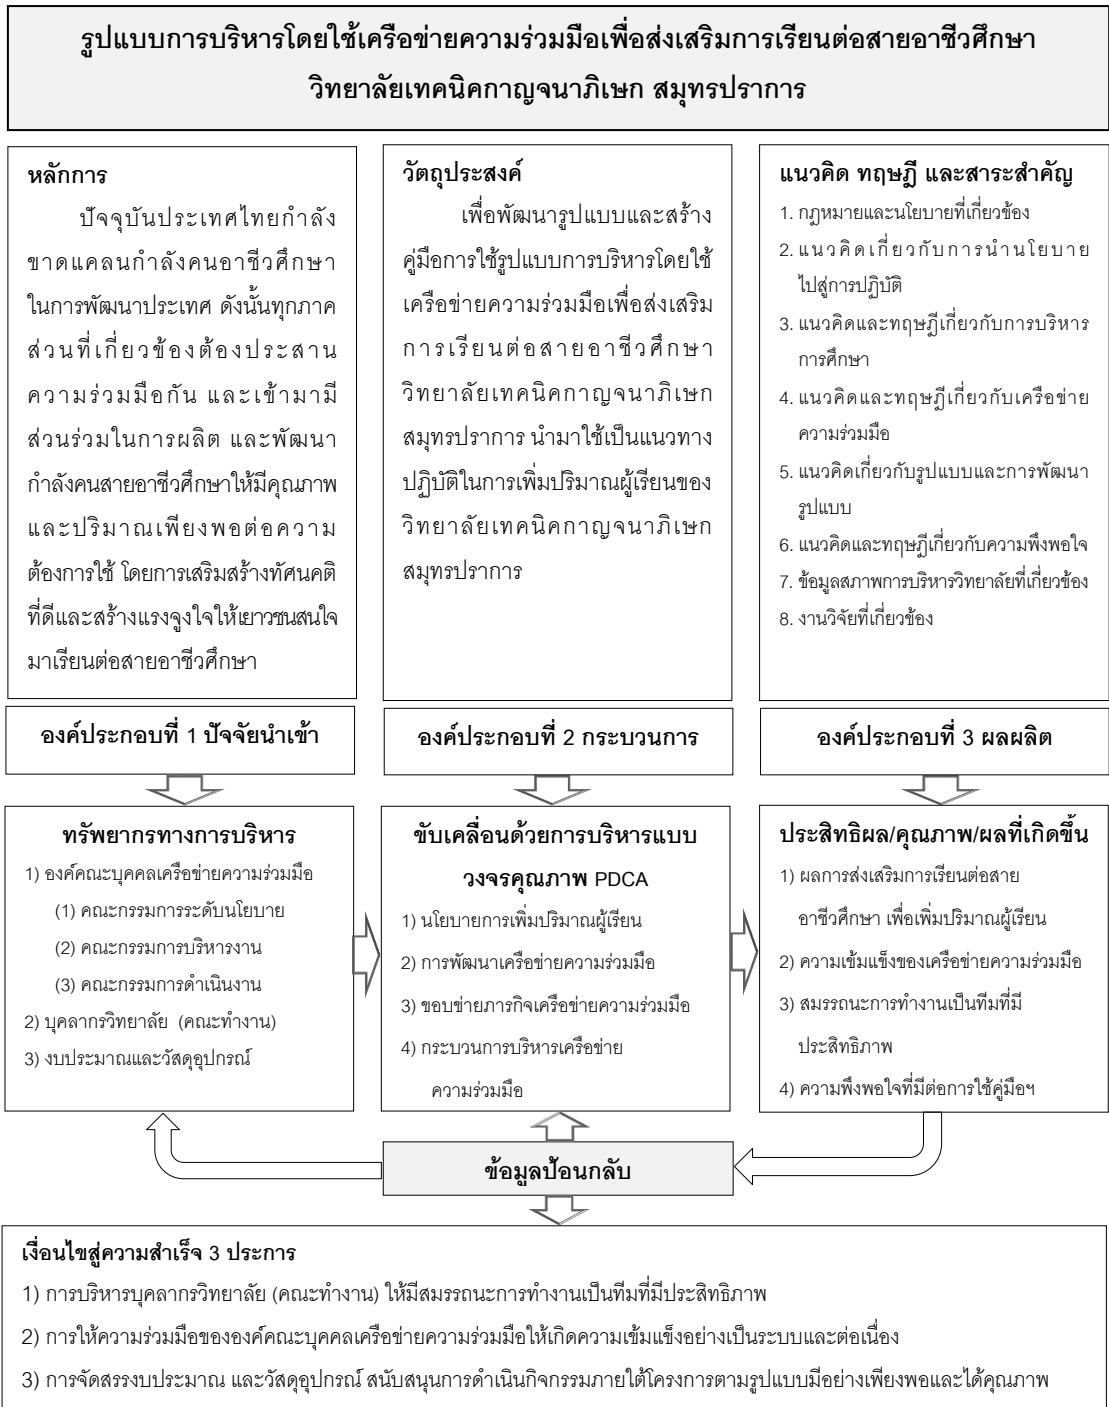 รูปแบบการบริหารโดยใช้เครือข่ายความร่วมมือเพื่อส่งเสริมการเรียนต่อสายอาชีวศึกษา
วิทยาลัยเทคนิคกาญจนาภิเษก สมุทรปราการ
หลักการ
ปัจจุบันประเทศไทยกำลัง
ขาดแคลนกำลังคนอาชีวศึกษา
ในการพัฒนาประเทศ ดังนั้นทุกภาค
ส่วนที่เกี่ยวข้องต้องประสาน
ความร่วมมือกัน และเข้ามามี
ส่วนร่วมในการผลิต และพัฒนา
กำลังคนสายอาชีวศึกษาให้มีคุณภาพ
และปริมาณเพียงพอต่อความ
ต้องการใช้ โดยการเสริมสร้างทัศนคติ
ที่ดีและสร้างแรงจูงใจให้เยาวชนสนใจ
มาเรียนต่อสายอาชีวศึกษา
วัตถุประสงค์
เพื่อพัฒนารูปแบบและสร้าง
คู่มือการใช้รูปแบบการบริหารโดยใช้
เครือข่ายความร่วมมือเพื่อส่งเสริม
การเรียนต่อสายอาชีวศึกษา
วิทยาลัยเทคนิคกาญจนาภิเษก
สมุทรปราการ นำมาใช้เป็นแนวทาง
ปฏิบัติในการเพิ่มปริมาณผู้เรียนของ
วิทยาลัยเทคนิคกาญจนาภิเษก
สมุทรปราการ
แนวคิด ทฤษฎี และสาระสำคัญ
1. กฎหมายและนโยบายที่เกี่ยวข้อง
2. แนวคิดเกี่ยวกับการนำนโยบาย
ไปสู่การปฏิบัติ
3. แนวคิดและทฤษฎีเกี่ยวกับการบริหาร
การศึกษา
4. แนวคิดและทฤษฎีเกี่ยวกับเครือข่าย
ความร่วมมือ
5. แนวคิดเกี่ยวกับรูปแบบและการพัฒนา
รูปแบบ
6. แนวคิดและทฤษฎีเกี่ยวกับความพึงพอใจ
7. ข้อมูลสภาพการบริหารวิทยาลัยที่เกี่ยวข้อง
8. งานวิจัยที่เกี่ยวข้อง
องค์ประกอบที่ 1 ปัจจัยนำเข้า
องค์ประกอบที่ 2 กระบวนการ
องค์ประกอบที่ 3 ผลผลิต
ทรัพยากรทางการบริหาร
1) องค์คณะบุคคลเครือข่ายความร่วมมือ
(1) คณะกรรมการระดับนโยบาย
(2) คณะกรรมการบริหารงาน
(3) คณะกรรมการดำเนินงาน
2) บุคลากรวิทยาลัย (คณะทำงาน)
3) งบประมาณและวัสดุอุปกรณ์
ขับเคลื่อนด้วยการบริหารแบบ
วงจรคุณภาพ PDCA
1) นโยบายการเพิ่มปริมาณผู้เรียน
2) การพัฒนาเครือข่ายความร่วมมือ
3) ขอบข่ายภารกิจเครือข่ายความร่วมมือ
4) กระบวนการบริหารเครือข่าย
ความร่วมมือ
ประสิทธิผล/คุณภาพ/ผลที่เกิดขึ้น
1) ผลการส่งเสริมการเรียนต่อสาย
อาชีวศึกษา เพื่อเพิ่มปริมาณผู้เรียน
2) ความเข้มแข็งของเครือข่ายความร่วมมือ
3) สมรรถนะการทำงานเป็นทีมที่มี
ประสิทธิภาพ
4) ความพึงพอใจที่มีต่อการใช้คู่มือฯ
ข้อมูลป้อนกลับ
เงื่อนไขสู่ความสำเร็จ 3 ประการ
1) การบริหารบุคลากรวิทยาลัย (คณะทำงาน) ให้มีสมรรถนะการทำงานเป็นทีมที่มีประสิทธิภาพ
2) การให้ความร่วมมือขององค์คณะบุคคลเครือข่ายความร่วมมือให้เกิดความเข้มแข็งอย่างเป็นระบบและต่อเนื่อง
3) การจัดสรรงบประมาณ และวัสดุอุปกรณ์ สนับสนุนการดำเนินกิจกรรมภายใต้โครงการตามรูปแบบมีอย่างเพียงพอและได้คุณภาพ